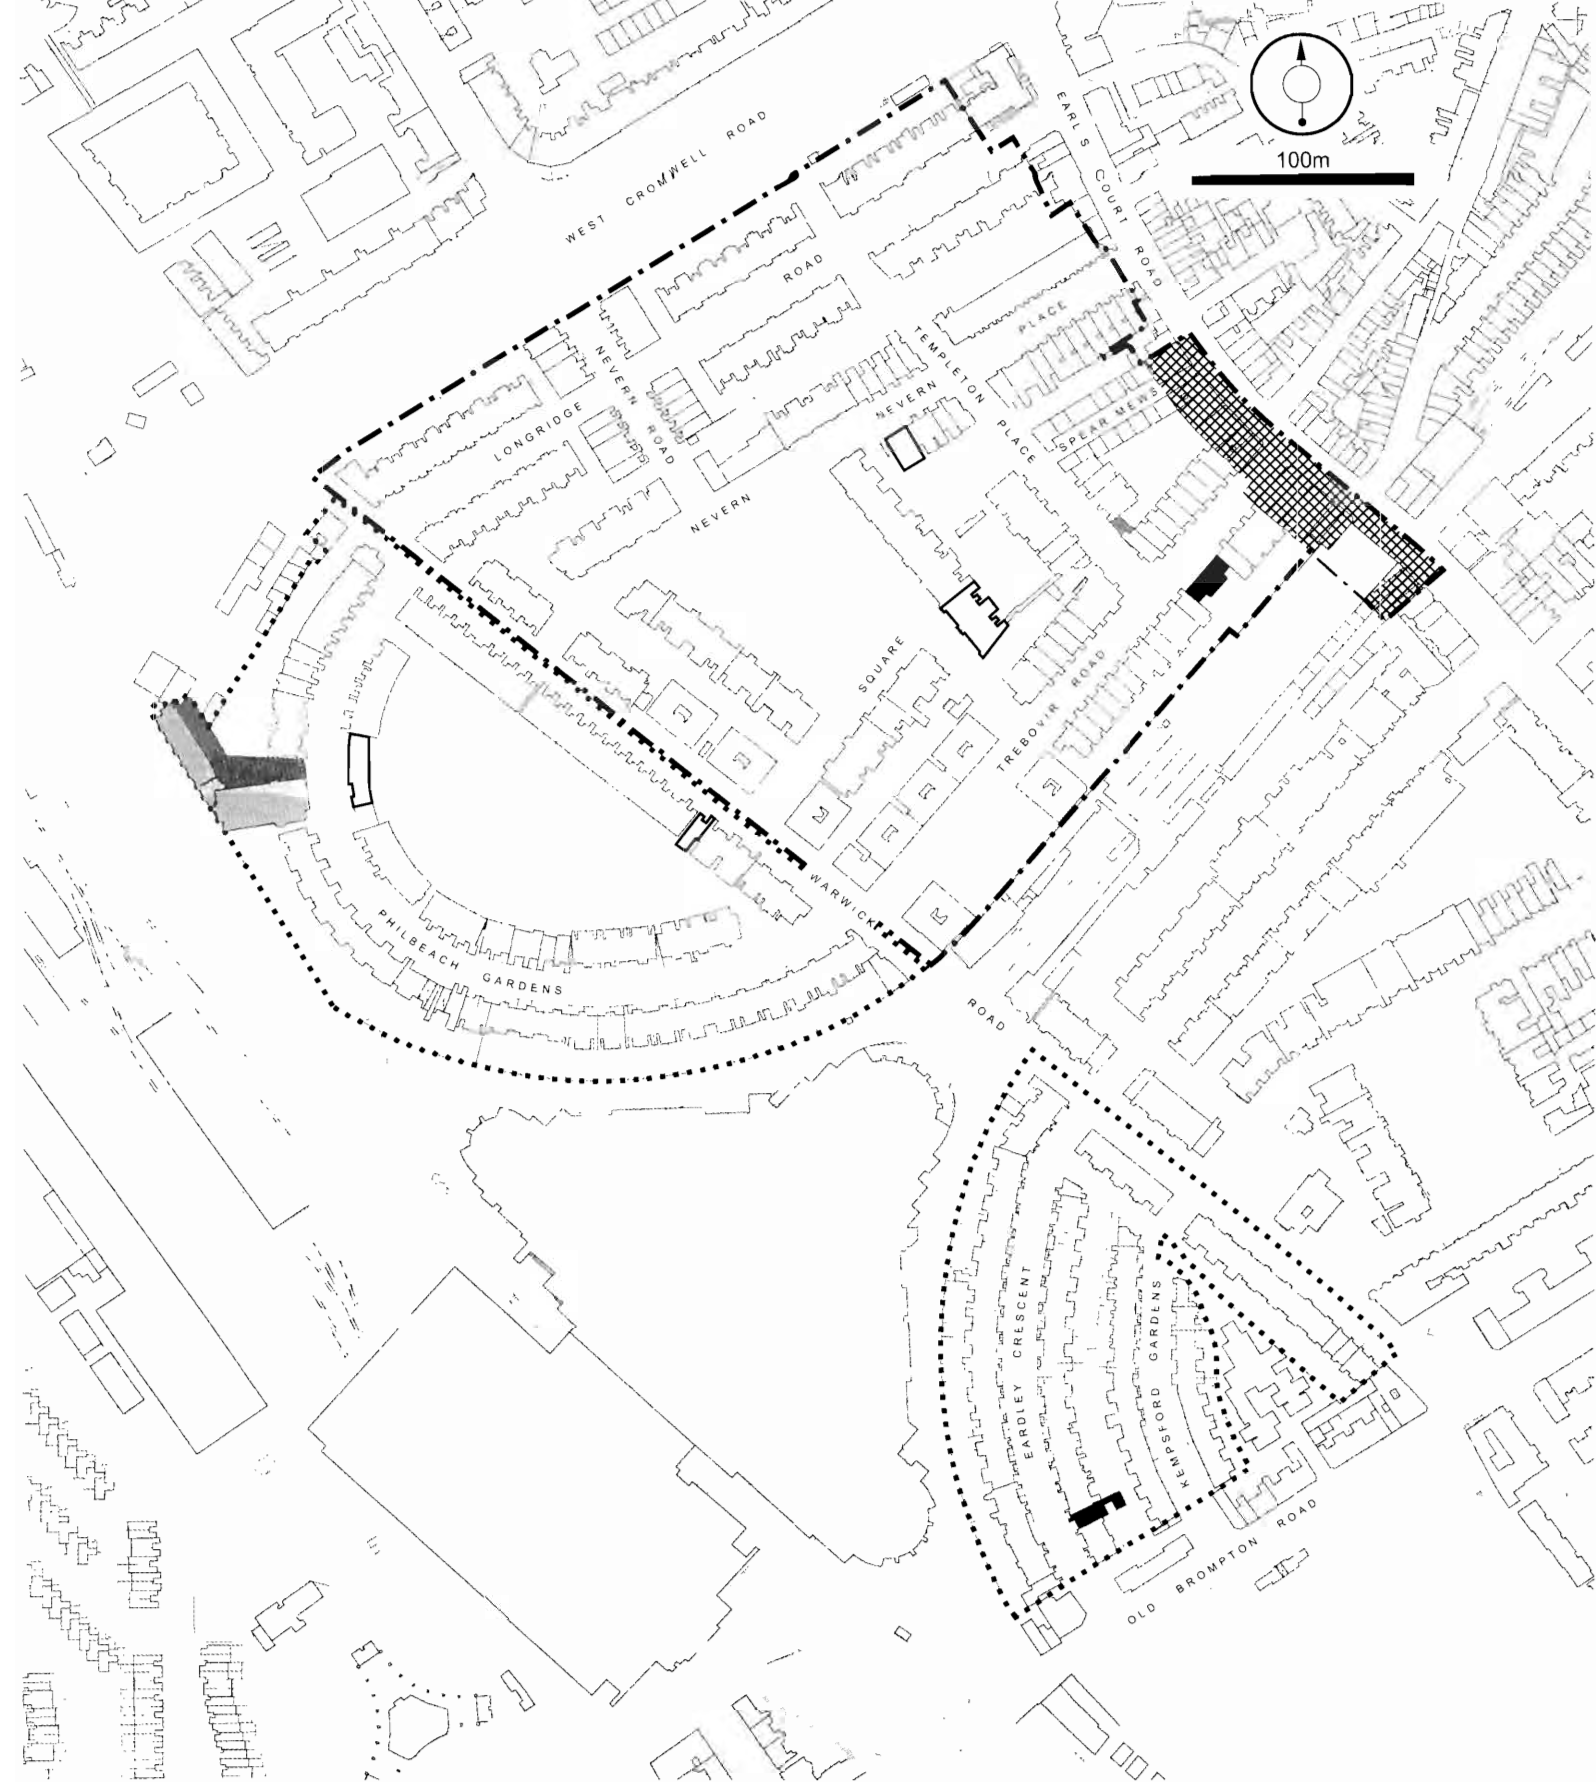 100m
EARLS COURT ROAD
WEST CROMWELL ROAD
ROAD
PLACE
TEMPLETON PLACE
NEVERN ROAD
NEVERN
LONGRIDGE
SPEAR MEWS
NEVERN
SQUARE
TREBOVIR ROAD
WARWICK
PHILBEACH GARDENS
ROAD
EARDLEY CRESCENT
KEMPSFORD GARDENS
OLD BROMPTON ROAD